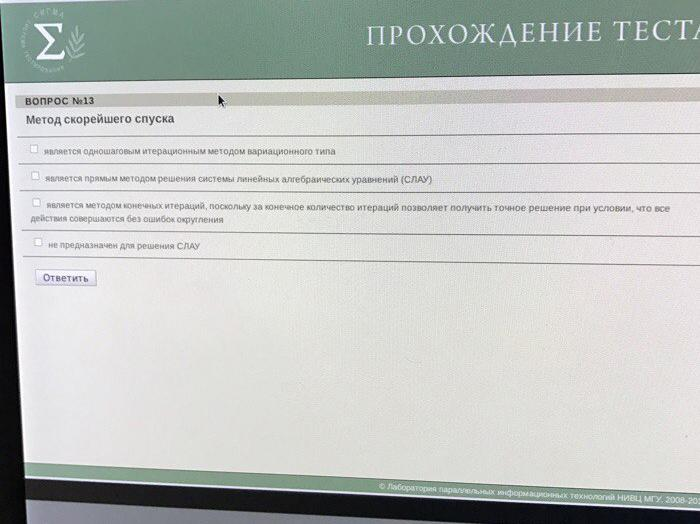 СИГМА
ПРОХОЖДЕНИЕ ТЕСТА
ВОПРОС №13
Метод скорейшего спуска
является одношаговым итерационным методом вариационного типа
является прямым методом решения системы линейных алгебраических уравнений (СЛАУ)
является методом конечных итераций, поскольку за конечное количество итераций позволяет получить точное решение при условии, что все
действия совершаются без ошибок округления
не предназначен для решения СЛАУ
Ответить
© Лаборатория параллельных информационных технологий НИВЦ МГУ, 2008-20